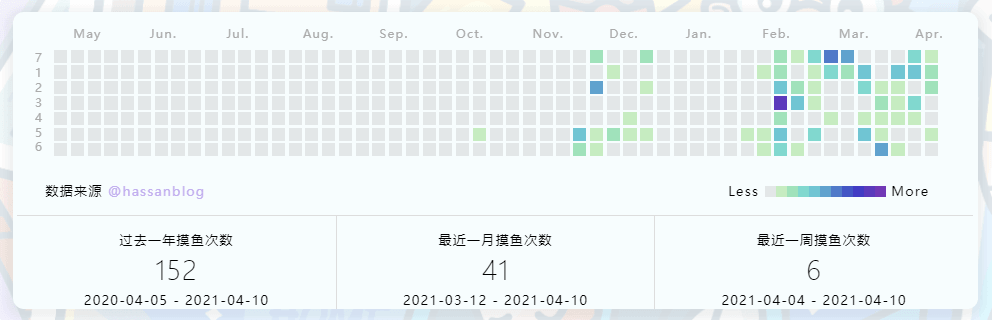 May Jun. Jul. Aug. Sep. Oct. Nov. Dec. Jan. Feb. Mar. Apr.
7
1
2
3
4
5
6
数据来源 @hassanblog
Less More
过去一年摸鱼次数
152
2020-04-05 - 2021-04-10
最近一月摸鱼次数
41
2021-03-12 - 2021-04-10
最近一周摸鱼次数
6
2021-04-04 - 2021-04-10